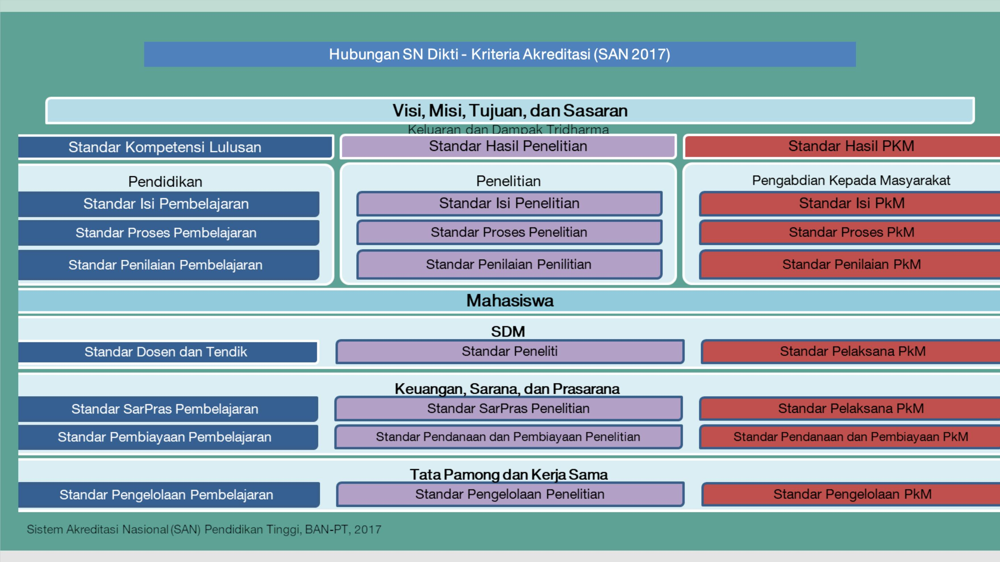 Hubungan SN Dikti - Kriteria Akreditasi (SAN 2017)
Visi, Misi, Tujuan, dan Sasaran
Keluaran dan Dampak Tridharma
Standar Kompetensi Lulusan
Standar Hasil Penelitian
Standar Hasil PKM
Pendidikan
Standar Isi Pembelajaran
Standar Proses Pembelajaran
Standar Penilaian Pembelajaran
Penelitian
Standar Isi Penelitian
Standar Proses Penelitian
Standar Penilaian Penilitian
Pengabdian Kepada Masyarakat
Standar Isi PkM
Standar Proses PkM
Standar Penilaian PkM
Mahasiswa
SDM
Standar Dosen dan Tendik
Standar Peneliti
Standar Pelaksana PkM
Keuangan, Sarana, dan Prasarana
Standar SarPras Pembelajaran
Standar SarPras Penelitian
Standar Pelaksana PkM
Standar Pembiayaan Pembelajaran
Standar Pendanaan dan Pembiayaan Penelitian
Standar Pendanaan dan Pembiayaan PkM
Tata Pamong dan Kerja Sama
Standar Pengelolaan Pembelajaran
Standar Pengelolaan Penelitian
Standar Pengelolaan PkM
Sistem Akreditasi Nasional (SAN) Pendidikan Tinggi, BAN-PT, 2017